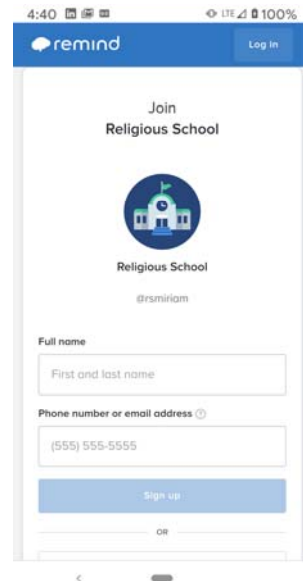 4:40 LTE 100%
remind
Log in
Join
Religious School
Religious School
@rsmiriam
Full name
First and last name
Phone number or email address ?
(555) 555-5555
Sign up
OR